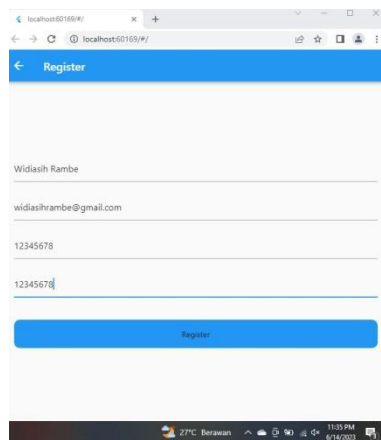 localhost:60169/#/
localhost:60169/#/
Register
Widiasih Rambe
widiasihrambe@gmail.com
12345678
12345678
Register
27°C Berawan
11:35 PM
6/14/2023